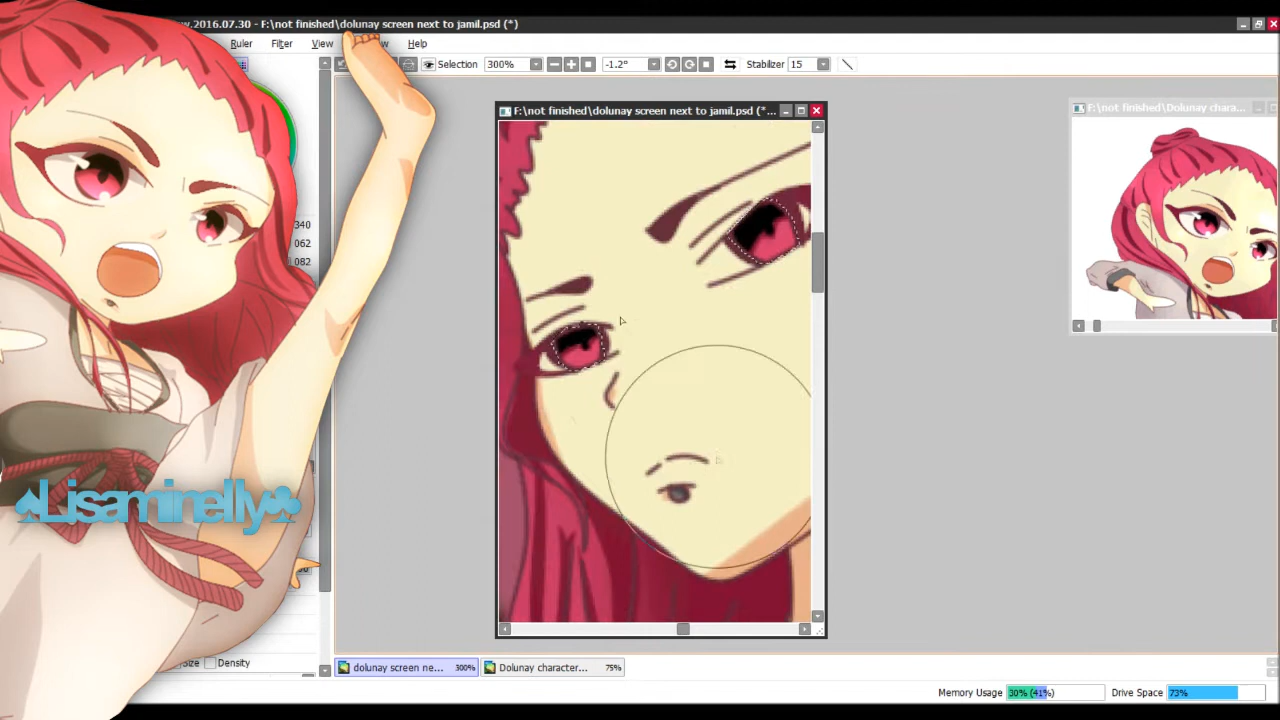 w.2016.07.30 - F:\not finished\dolunay screen next to jamil.psd (*)
Ruler Filter View Help
Selection 300% -1.2° Stabilizer 15
F:\not finished\dolunay screen next to jamil.psd (*...
F:\not finished\Dolunay chara...
340
062
082
♠Lisaminelly♣
Size Density
dolunay screen ne... 300% Dolunay character... 75%
Memory Usage 30% (41%) Drive Space 73%